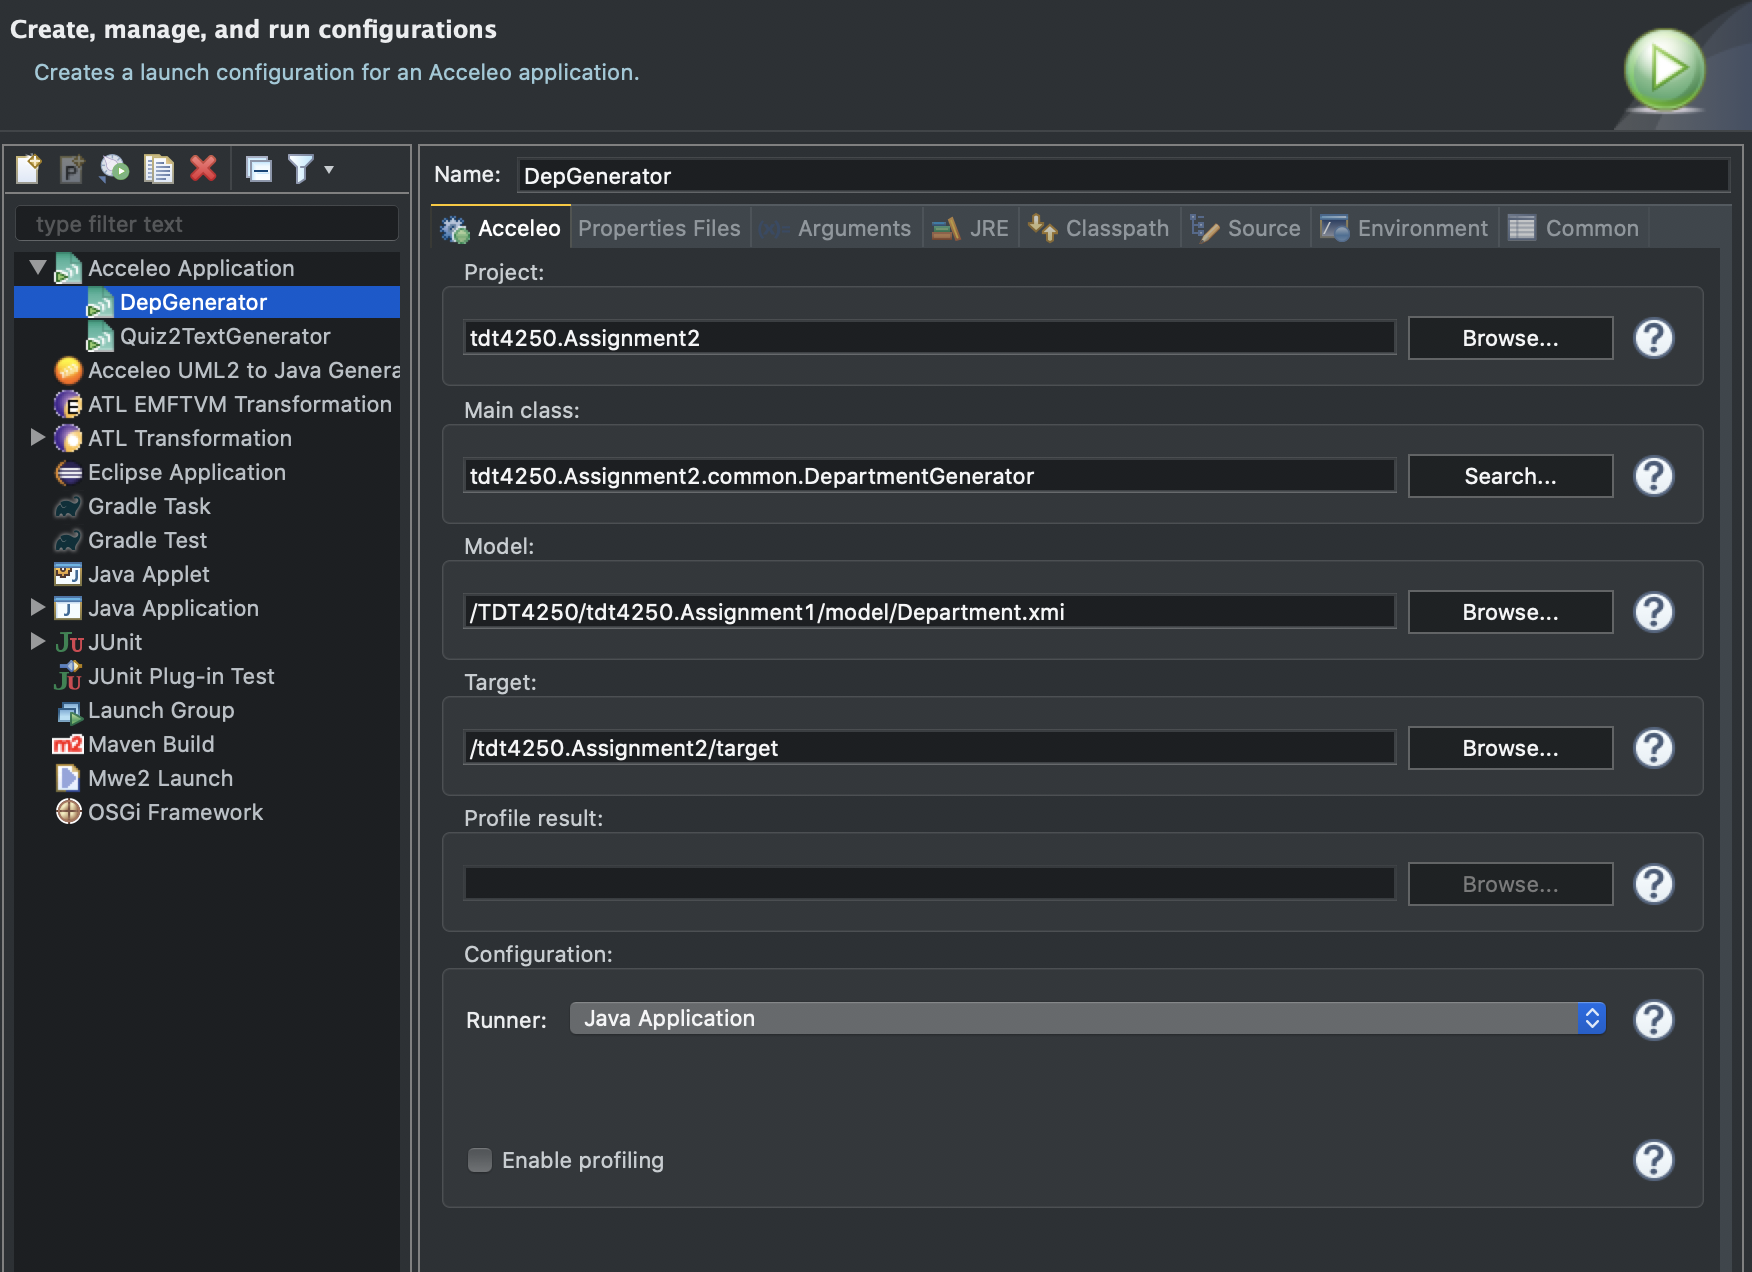 Create, manage, and run configurations
Creates a launch configuration for an Acceleo application.
type filter text
Acceleo Application
DepGenerator
Quiz2TextGenerator
Acceleo UML2 to Java Genera
ATL EMFTVM Transformation
ATL Transformation
Eclipse Application
Gradle Task
Gradle Test
Java Applet
Java Application
JUnit
JUnit Plug-in Test
Launch Group
Maven Build
Mwe2 Launch
OSGi Framework
Name: DepGenerator
Acceleo Properties Files Arguments JRE Classpath Source Environment Common
Project:
tdt4250.Assignment2 Browse...
Main class:
tdt4250.Assignment2.common.DepartmentGenerator Search...
Model:
/TDT4250/tdt4250.Assignment1/model/Department.xmi Browse...
Target:
/tdt4250.Assignment2/target Browse...
Profile result:
Browse...
Configuration:
Runner: Java Application
Enable profiling